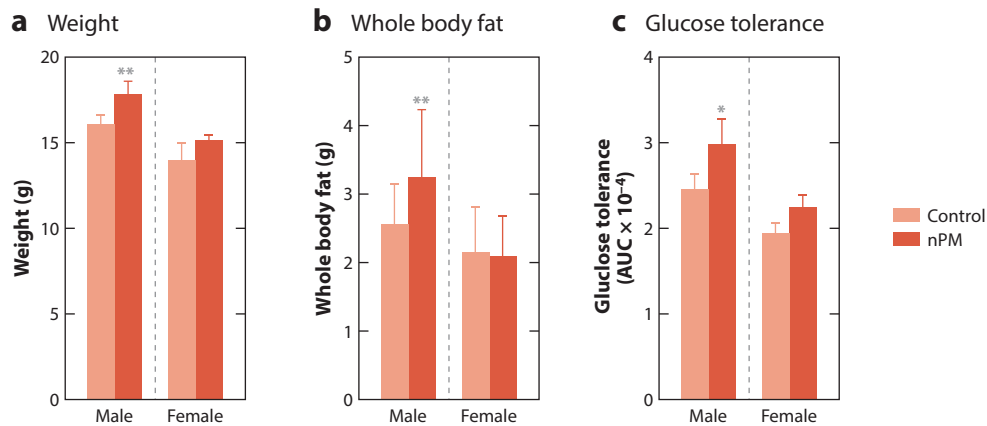 a Weight
Weight (g)
20
15
10
5
0
**
Male
Female
b Whole body fat
Whole body fat (g)
5
4
3
2
1
0
**
Male
Female
c Glucose tolerance
Gluclose tolerance
(AUC × 10⁻⁴)
4
3
2
1
0
*
Male
Female
Control
nPM